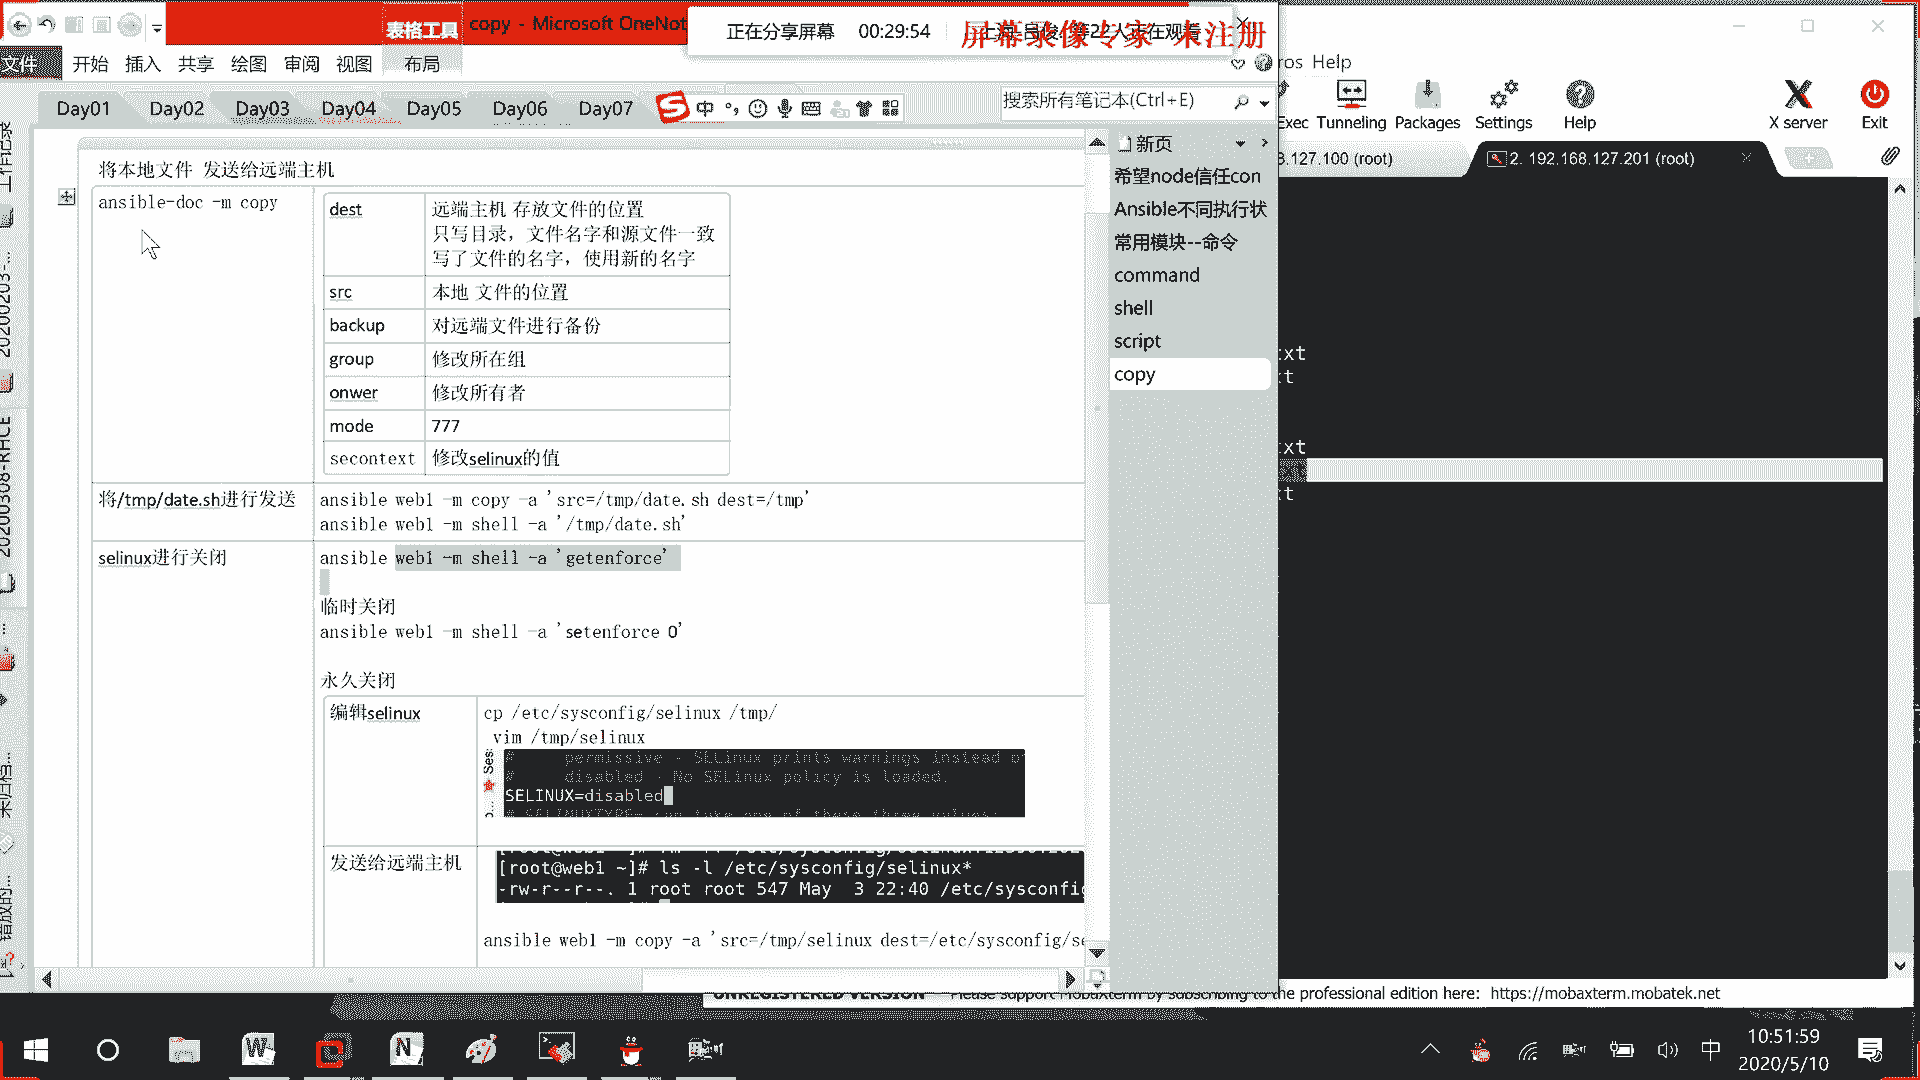 表格工具
copy - Microsoft OneNot
正在分享屏幕 00:29:54
屏幕录像专家 未注册
文件 开始 插入 共享 绘图 审阅 视图 布局
ros Help
Day01 Day02 Day03 Day04 Day05 Day06 Day07
中
搜索所有笔记本(Ctrl+E)
Exec Tunneling Packages Settings Help X server Exit
3.127.100 (root)
2. 192.168.127.201 (root)
将本地文件 发送给远端主机
ansible-doc -m copy
dest 远端主机 存放文件的位置
只写目录，文件名字和源文件一致
写了文件的名字，使用新的名字
src 本地 文件的位置
backup 对远端文件进行备份
group 修改所在组
onwer 修改所有者
mode 777
secontext 修改selinux的值
将/tmp/date.sh进行发送
ansible web1 -m copy -a 'src=/tmp/date.sh dest=/tmp'
ansible web1 -m shell -a '/tmp/date.sh'
selinux进行关闭
ansible web1 -m shell -a 'getenforce'
临时关闭
ansible web1 -m shell -a 'setenforce 0'
永久关闭
编辑selinux
cp /etc/sysconfig/selinux /tmp/
vim /tmp/selinux
# permissive - SELinux prints warnings instead o
# disabled - No SELinux policy is loaded.
SELINUX=disabled
发送给远端主机
[root@web1 ~]# ls -l /etc/sysconfig/selinux*
-rw-r--r--. 1 root root 547 May 3 22:40 /etc/sysconfi
ansible web1 -m copy -a 'src=/tmp/selinux dest=/etc/sysconfig/se
新页
希望node信任con
Ansible不同执行状
常用模块--命令
command
shell
script
copy
xt
t
xt
xt
t
20200308-RHCE
UNREGISTERED VERSION - Please support MobaXterm by subscribing to the professional edition here: https://mobaxterm.mobatek.net
中
10:51:59
2020/5/10